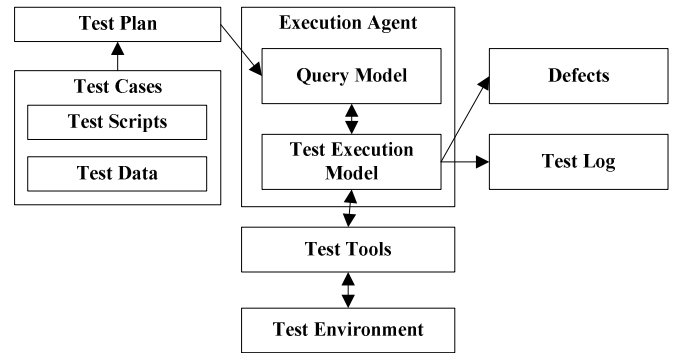 Test Plan
Test Cases
Test Scripts
Test Data
Execution Agent
Query Model
Test Execution
Model
Defects
Test Log
Test Tools
Test Environment